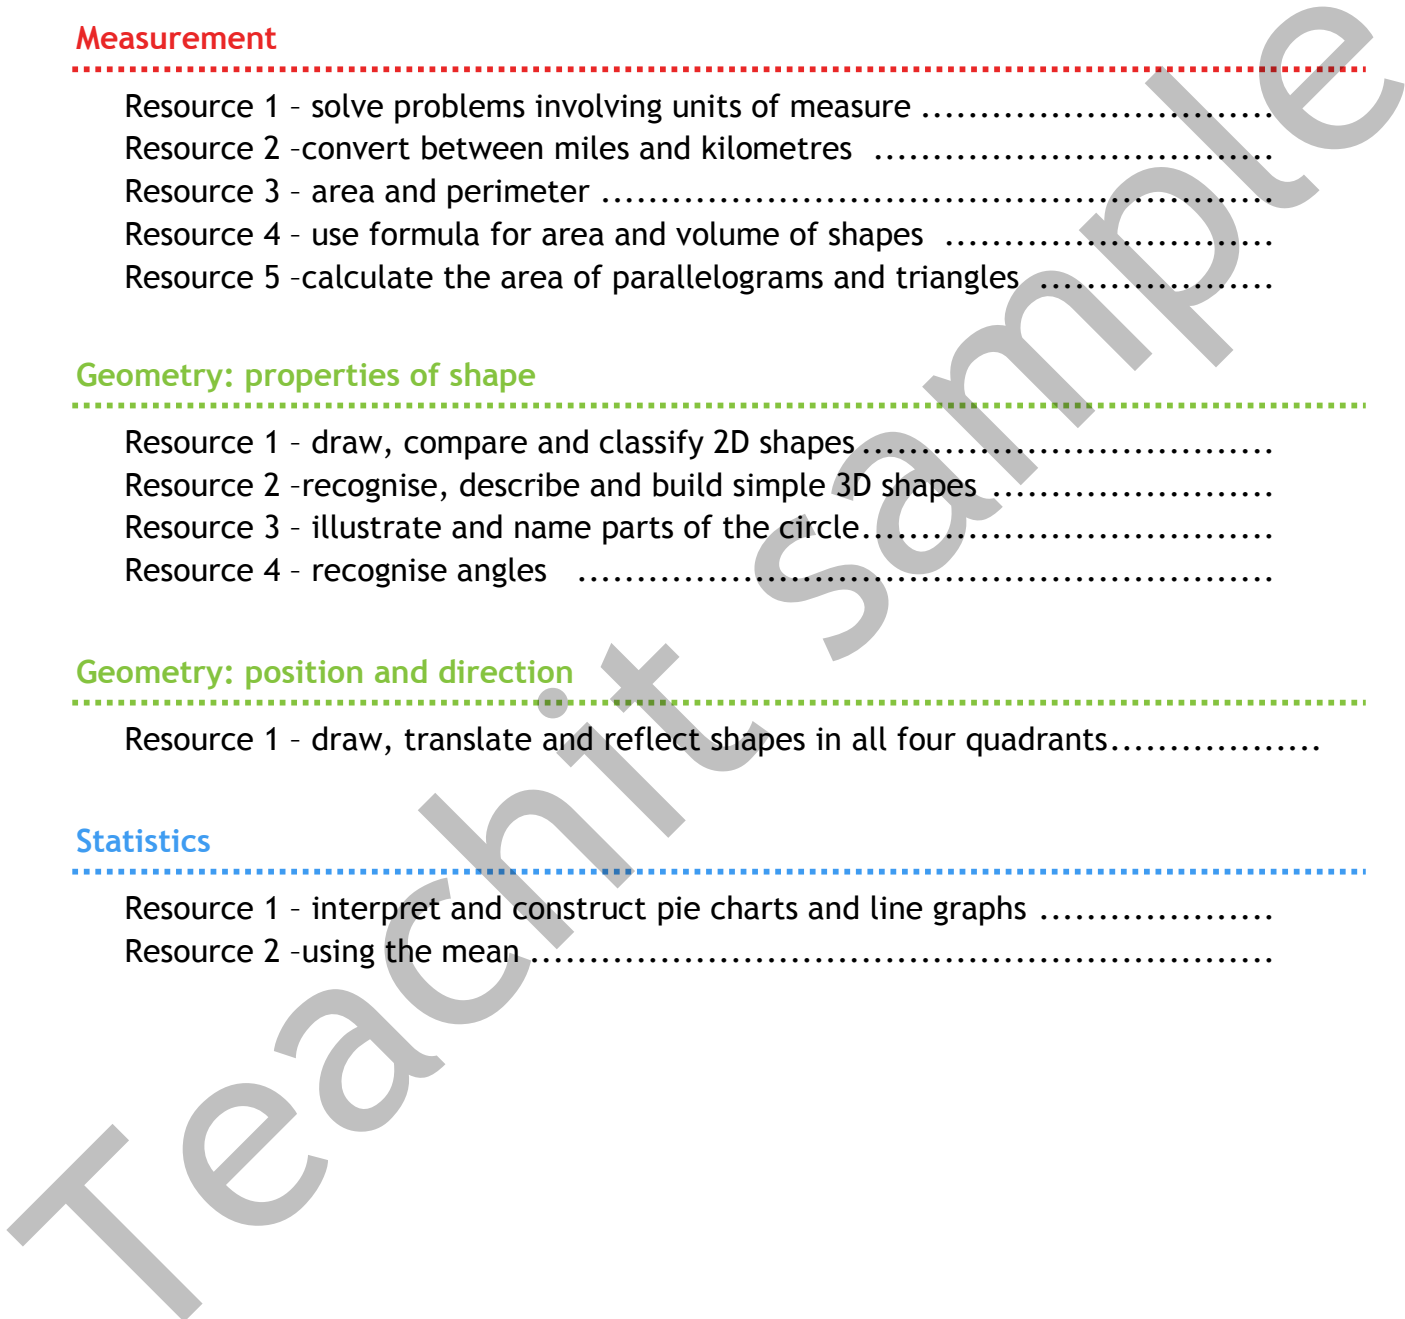 Measurement
Resource 1 – solve problems involving units of measure ..............................
Resource 2 –convert between miles and kilometres ..................................
Resource 3 – area and perimeter .........................................................
Resource 4 – use formula for area and volume of shapes ............................
Resource 5 –calculate the area of parallelograms and triangles ....................
Geometry: properties of shape
Resource 1 – draw, compare and classify 2D shapes ...................................
Resource 2 –recognise, describe and build simple 3D shapes ........................
Resource 3 – illustrate and name parts of the circle...................................
Resource 4 – recognise angles ...........................................................
Geometry: position and direction
Resource 1 – draw, translate and reflect shapes in all four quadrants..................
Statistics
Resource 1 – interpret and construct pie charts and line graphs ....................
Resource 2 –using the mean ...............................................................
Teachit sample